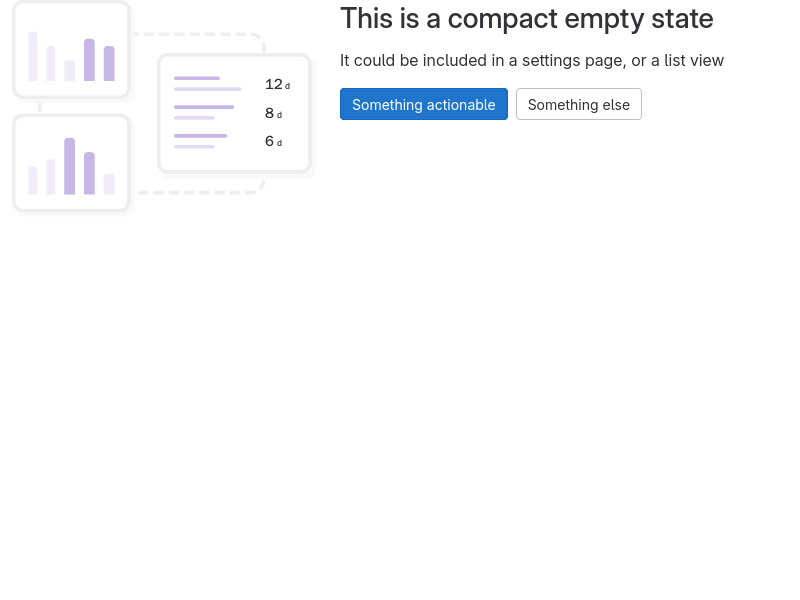 This is a compact empty state
It could be included in a settings page, or a list view
Something actionable
Something else
12 d
8 d
6 d